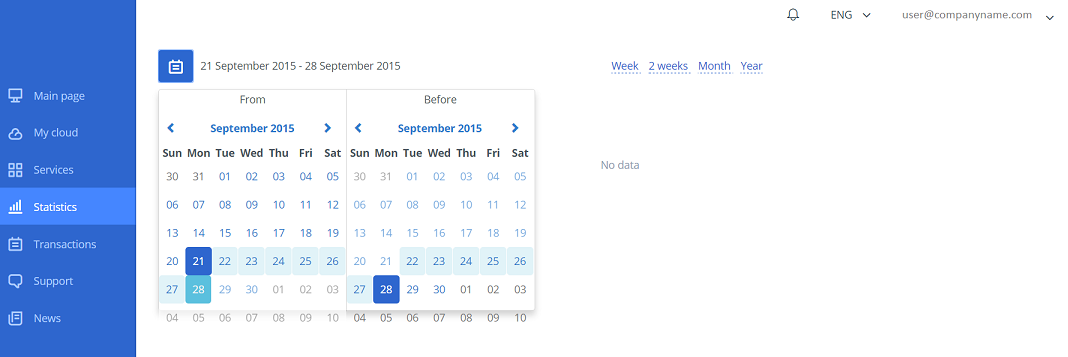 ENG user@companyname.com
21 September 2015 - 28 September 2015 Week 2 weeks Month Year
Main page
My cloud
Services
Statistics
Transactions
Support
News
From Before
September 2015 September 2015
Sun Mon Tue Wed Thu Fri Sat Sun Mon Tue Wed Thu Fri Sat
30 31 01 02 03 04 05 30 31 01 02 03 04 05
06 07 08 09 10 11 12 06 07 08 09 10 11 12
13 14 15 16 17 18 19 13 14 15 16 17 18 19
20 21 22 23 24 25 26 20 21 22 23 24 25 26
27 28 29 30 01 02 03 27 28 29 30 01 02 03
04 05 06 07 08 09 10 04 05 06 07 08 09 10
No data